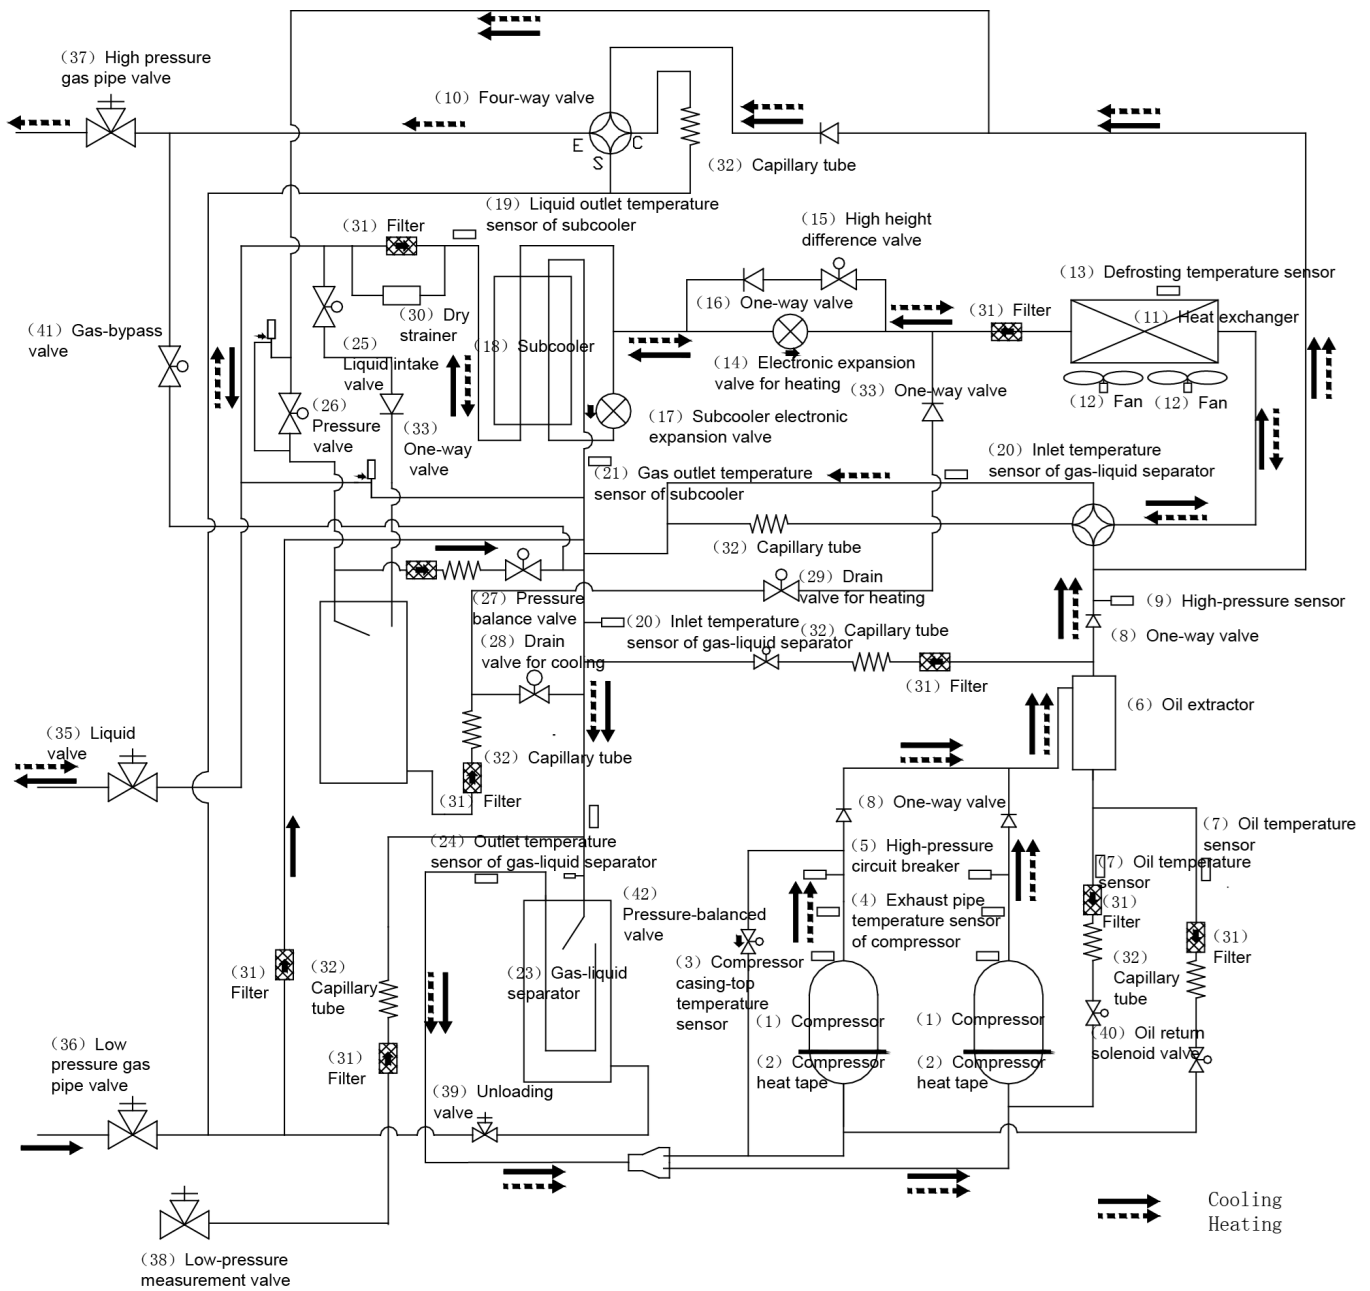 （37）High pressure
gas pipe valve
（10）Four-way valve
E
C
S
（32）Capillary tube
（19）Liquid outlet temperature
sensor of subcooler
（31）Filter
（15）High height
difference valve
（13）Defrosting temperature sensor
（16）One-way valve
（31）Filter
（11）Heat exchanger
（30）Dry
strainer
（41）Gas-bypass
valve
（25）
Liquid intake
valve
（18）Subcooler
（14）Electronic expansion
valve for heating
（33）One-way valve
（12）Fan
（12）Fan
（26）
Pressure
valve
（33）
One-way
valve
（17）Subcooler electronic
expansion valve
（20）Inlet temperature
sensor of gas-liquid separator
（21）Gas outlet temperature
sensor of subcooler
（32）Capillary tube
（29）Drain
valve for heating
（27）Pressure
balance valve
（9）High-pressure sensor
（20）Inlet temperature
sensor of gas-liquid separator
（32）Capillary tube
（8）One-way valve
（28）Drain
valve for cooling
（31）Filter
（6）Oil extractor
（35）Liquid
valve
（32）Capillary tube
（31）Filter
（8）One-way valve
（7）Oil temperature
sensor
（24）Outlet temperature
sensor of gas-liquid separator
（5）High-pressure
circuit breaker
（7）Oil temperature
sensor
（42）
Pressure-balanced
valve
（4）Exhaust pipe
temperature sensor
of compressor
（31）
Filter
（31）
Filter
（31）
Filter
（32）
Capillary
tube
（23）Gas-liquid
separator
（3）Compressor
casing-top
temperature
sensor
（32）
Capillary
tube
（1）Compressor
（1）Compressor
（40）Oil return
solenoid valve
（36）Low
pressure gas
pipe valve
（31）
Filter
（2）Compressor
heat tape
（2）Compressor
heat tape
（39）Unloading
valve
Cooling
Heating
（38）Low-pressure
measurement valve